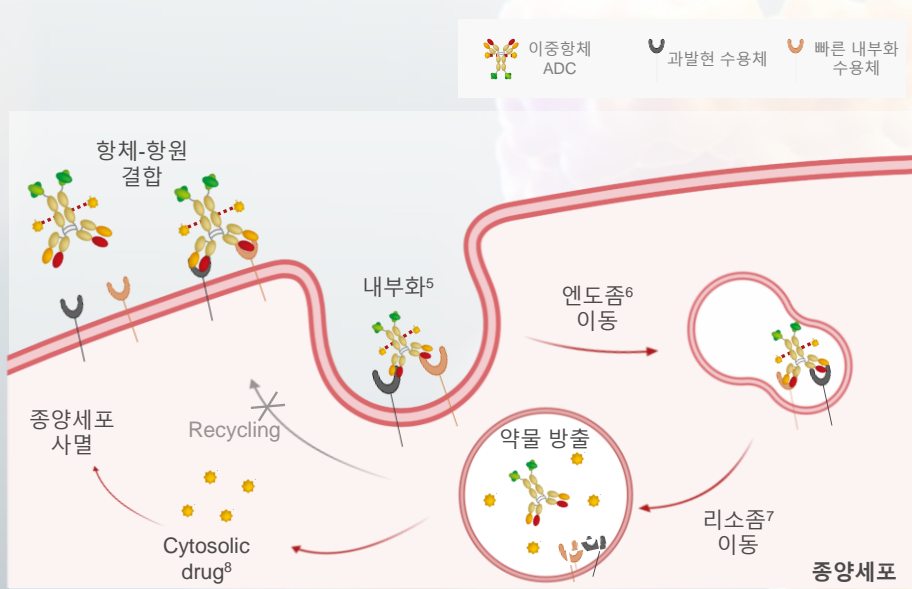 이중항체
ADC
과발현 수용체
빠른 내부화
수용체
항체-항원
결합
내부화5
엔도좀6
이동
종양세포
사멸
Recycling
약물 방출
리소좀7
이동
Cytosolic
drug8
종양세포